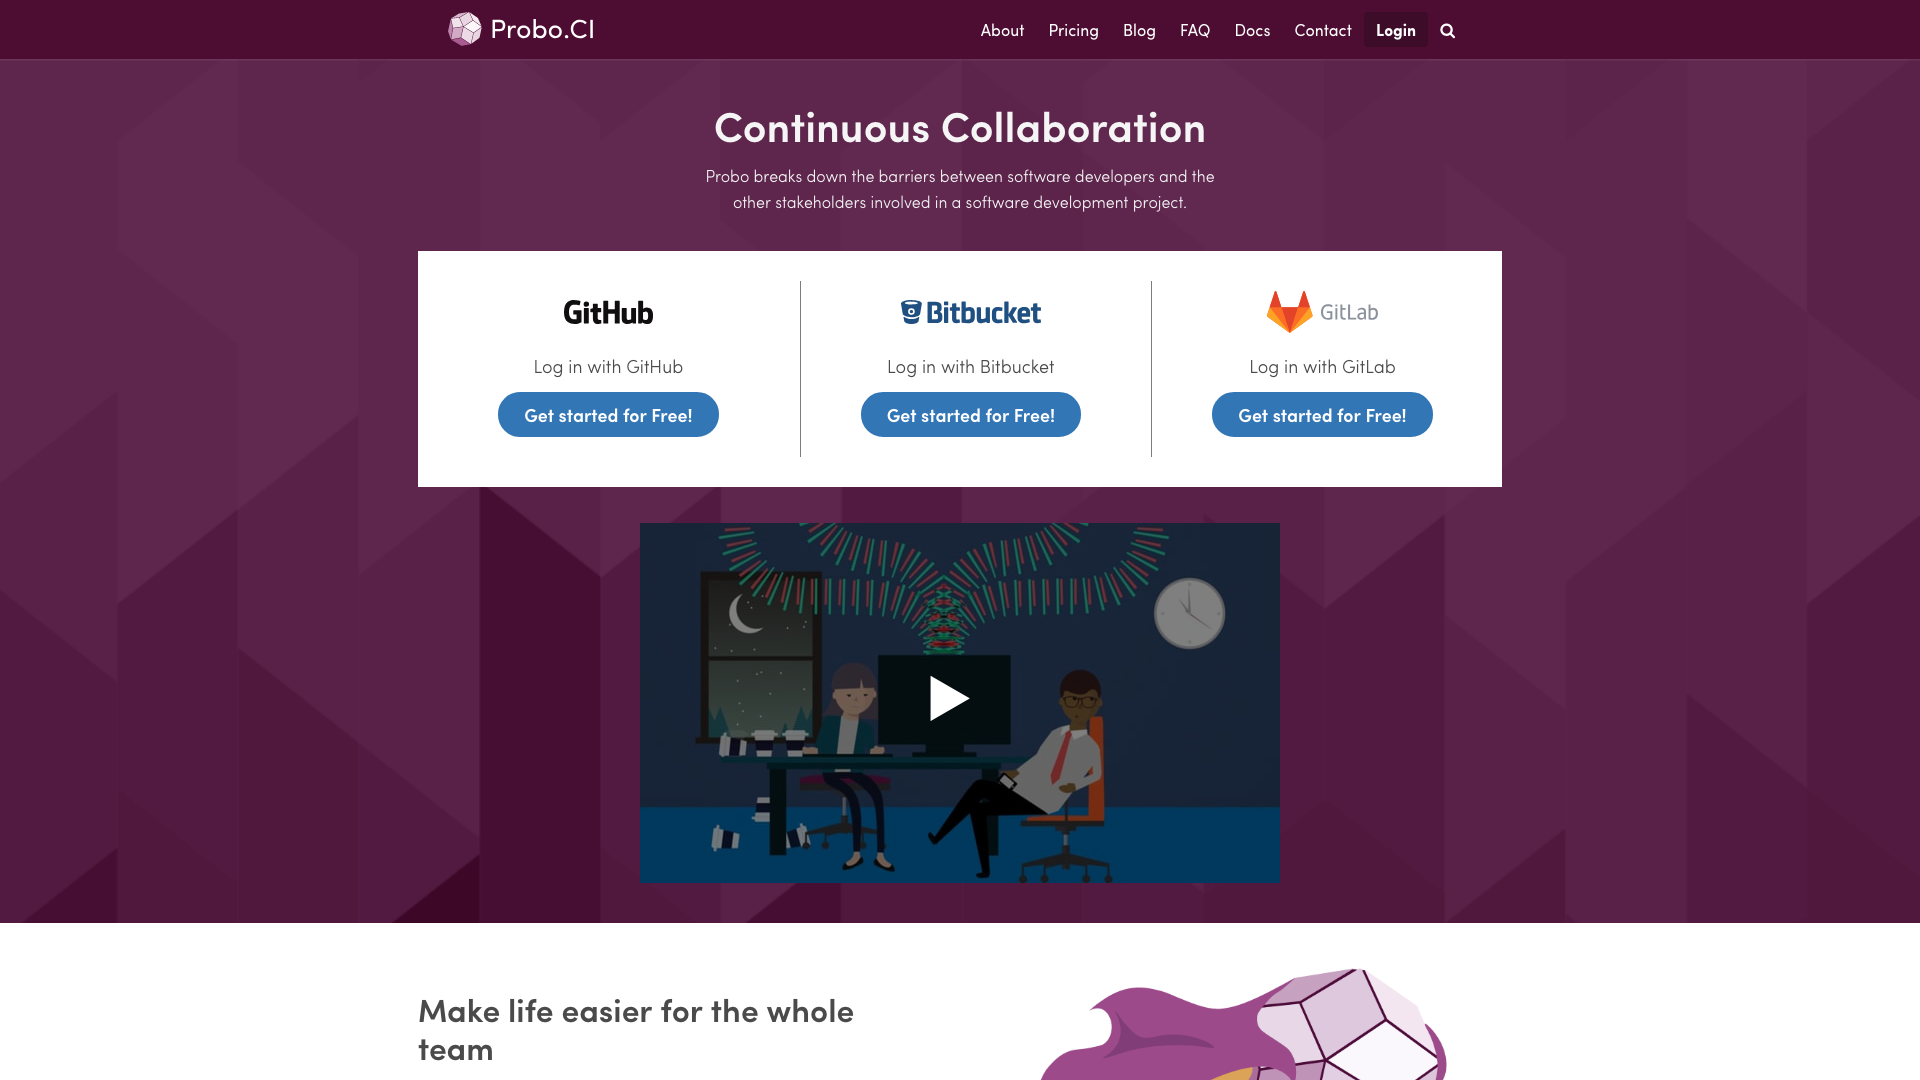 Probo.CI
About Pricing Blog FAQ Docs Contact Login
Continuous Collaboration
Probo breaks down the barriers between software developers and the
other stakeholders involved in a software development project.
GitHub
Log in with GitHub
Get started for Free!
Bitbucket
Log in with Bitbucket
Get started for Free!
GitLab
Log in with GitLab
Get started for Free!
Make life easier for the whole
team